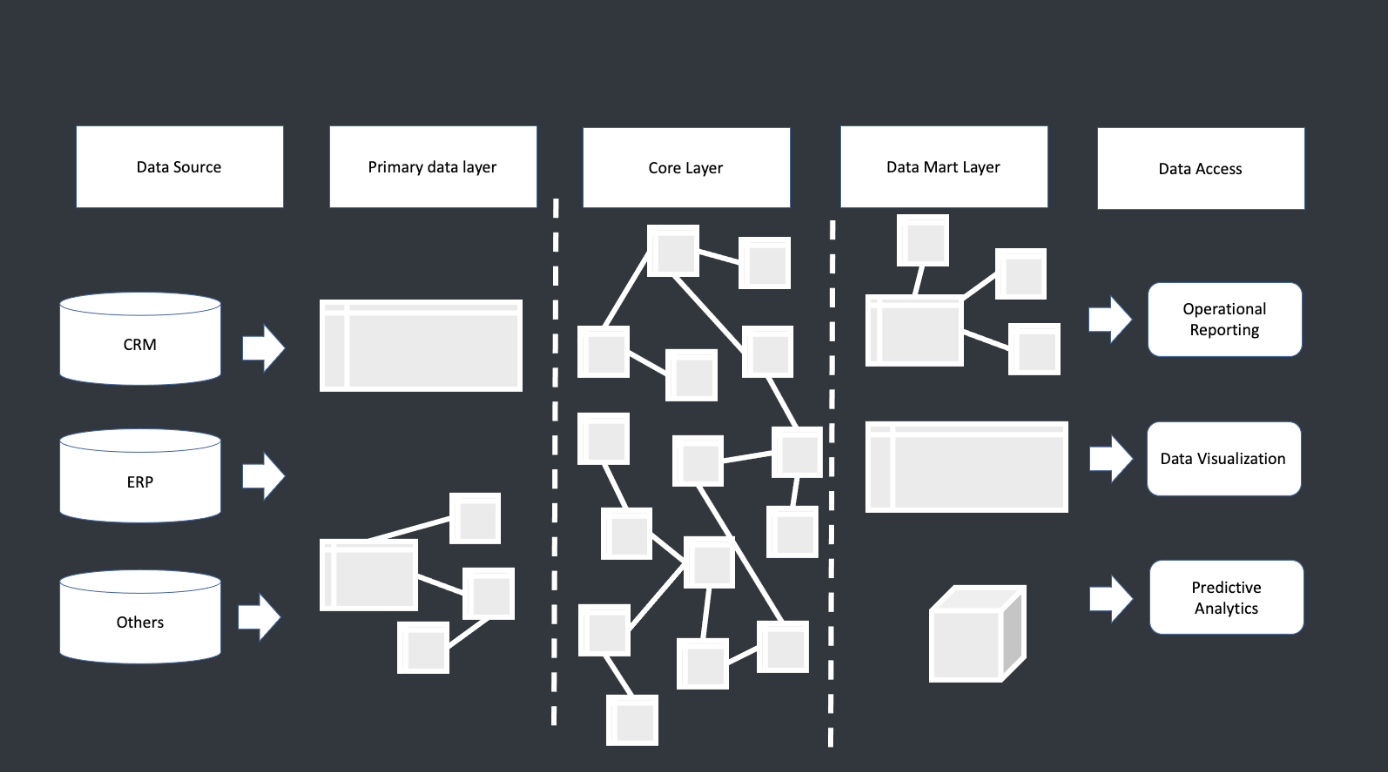 Data Source
Primary data layer
Core Layer
Data Mart Layer
Data Access
CRM
ERP
Others
Operational
Reporting
Data Visualization
Predictive
Analytics